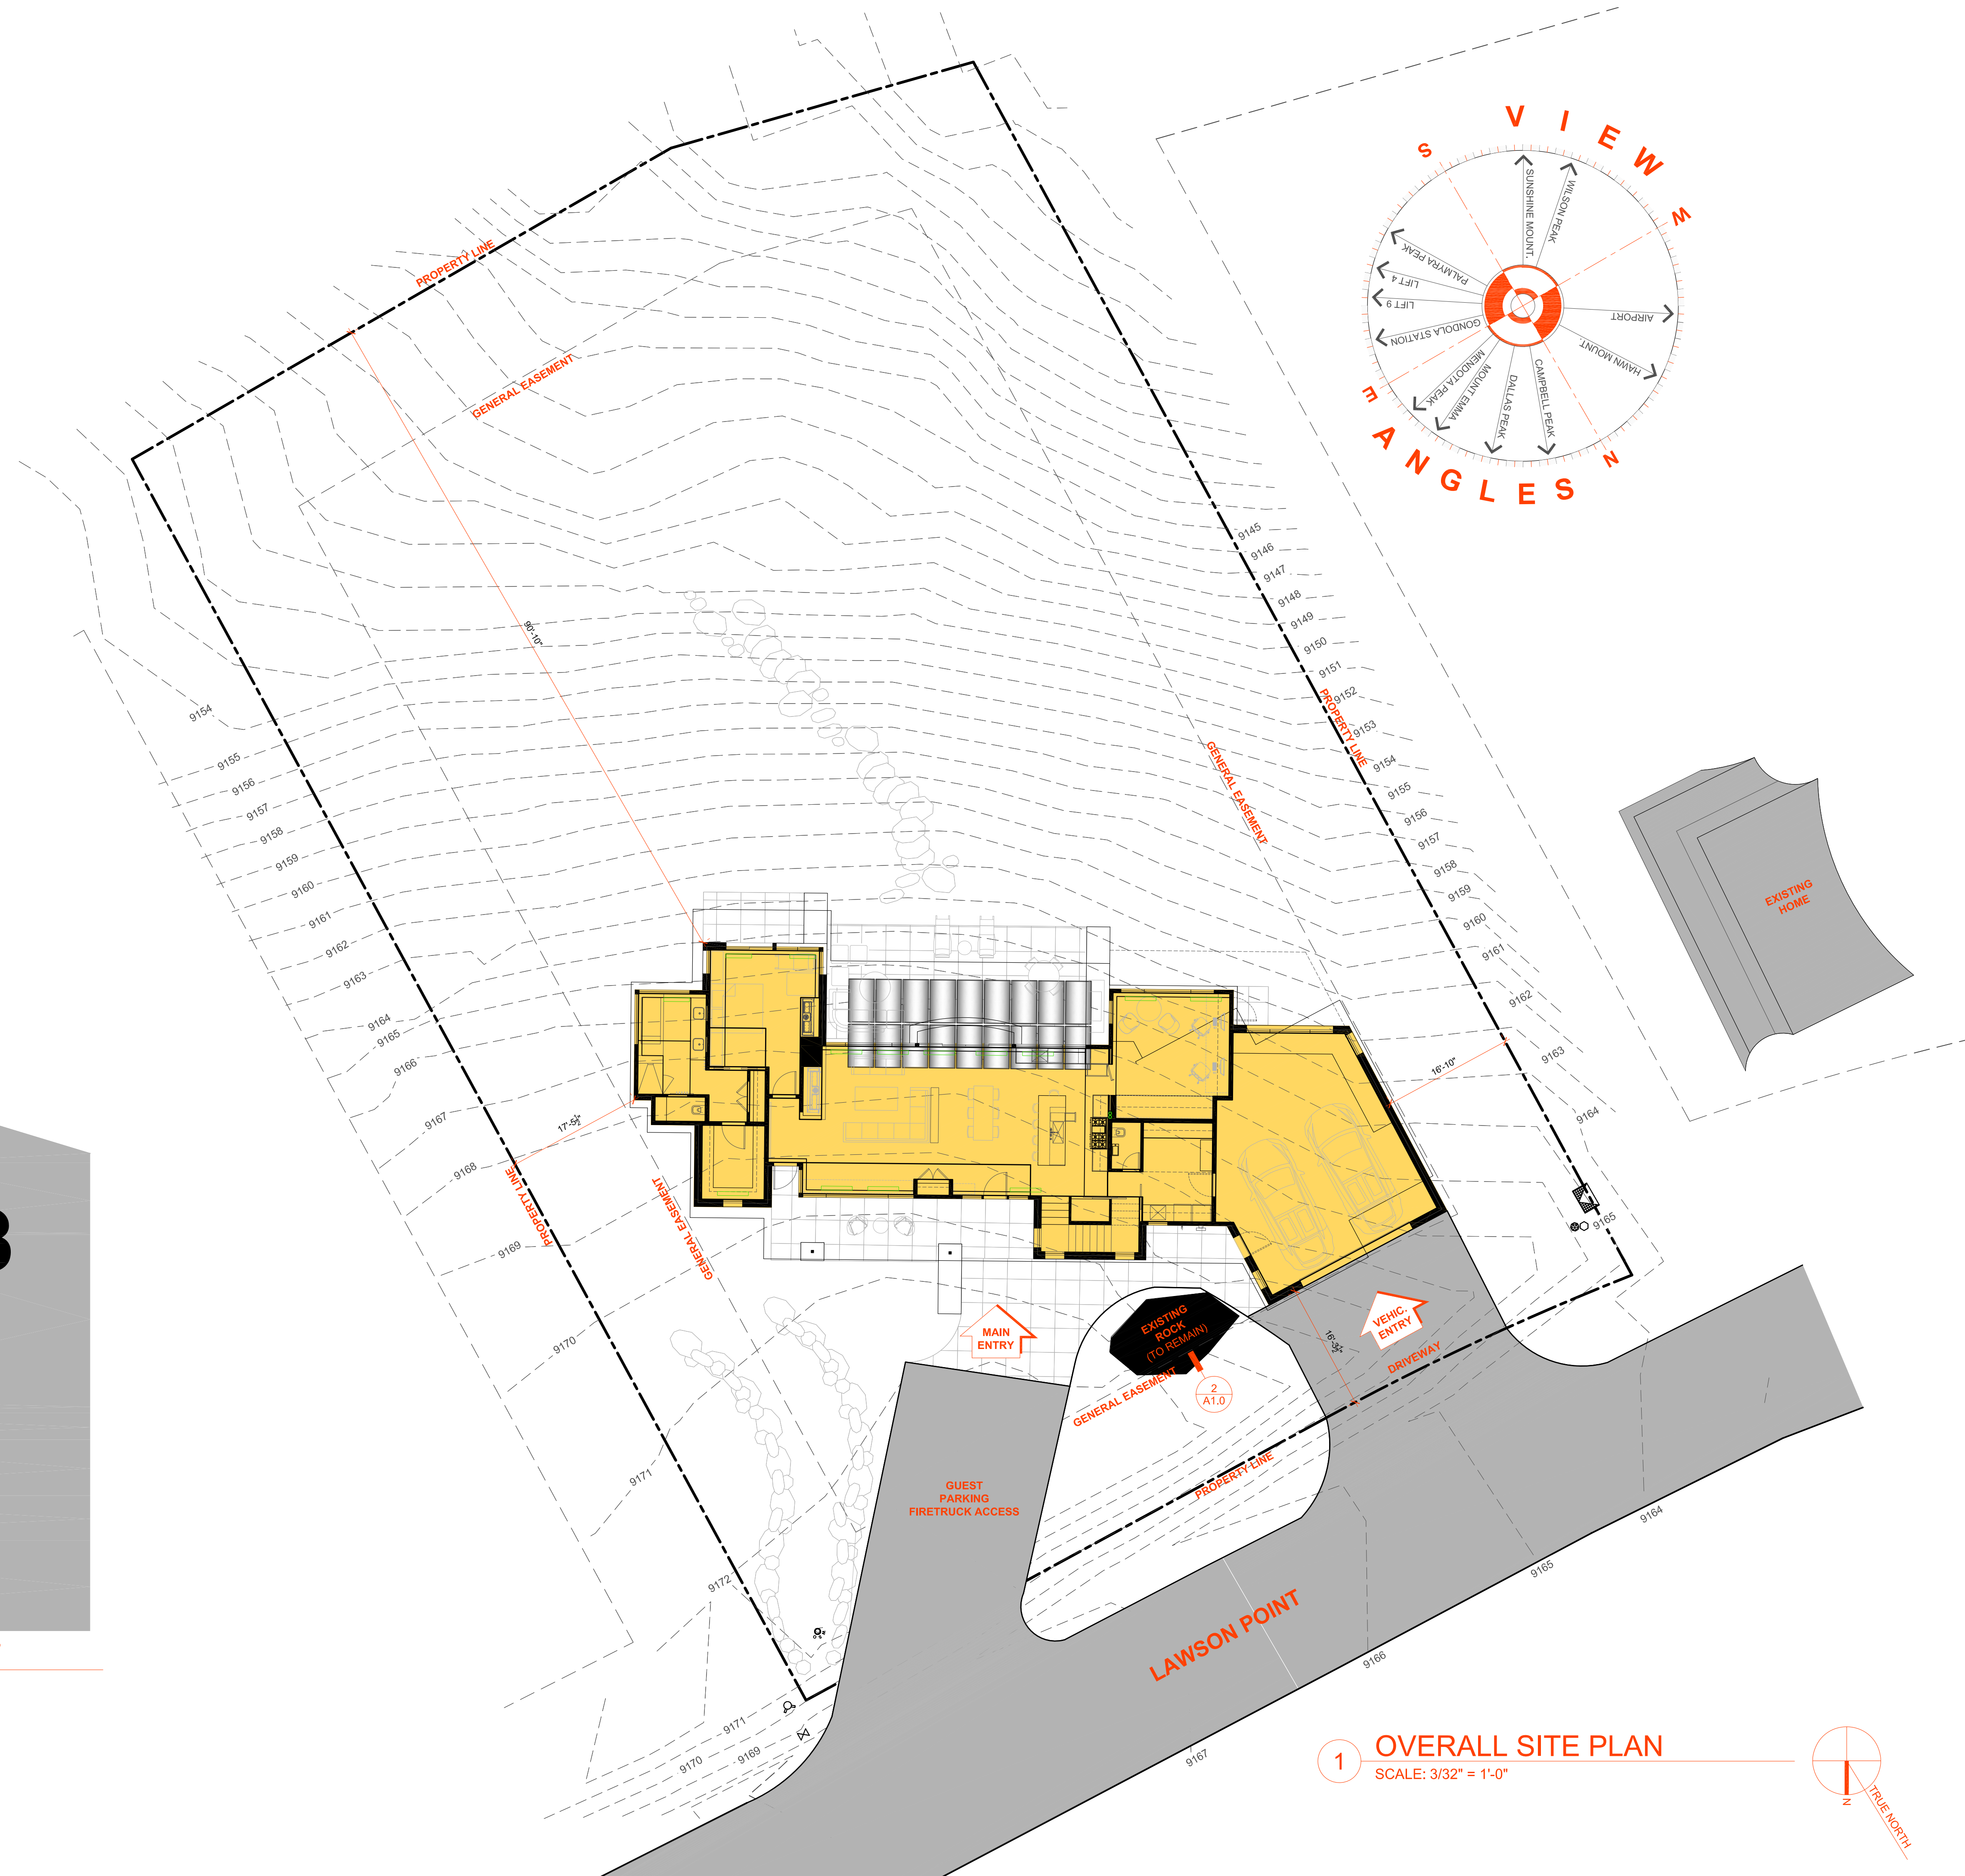 VIEW
S
W
SUNSHINE MOUNT.
WILSON PEAK
PALMYRA PEAK
LIFT 4
LIFT 9
GONDOLA STATION
MENDOTA PEAK
MOUNT EMMA
DALAS PEAK
CAMPBELL PEAK
HAWN MOUNT.
AIRPORT
E
N
ANGLES
PROPERTY LINE
GENERAL EASEMENT
90'-10"
9145
9146
9147
9148
9149
9150
9151
9152
9153
9154
9155
9156
9157
9158
9159
9160
9161
9162
9163
9164
9165
PROPERTY LINE
GENERAL EASEMENT
EXISTING
HOME
9154
9155
9156
9157
9158
9159
9160
9161
9162
9163
9164
9165
9166
9167
9168
9169
9170
9171
9172
17'-5¾"
16'-10"
PROPERTY LINE
GENERAL EASEMENT
MAIN
ENTRY
EXISTING
ROCK
(TO REMAIN)
2
A1.0
GENERAL EASEMENT
VEHIC.
ENTRY
DRIVEWAY
PROPERTY LINE
GUEST
PARKING
FIRETRUCK ACCESS
LAWSON POINT
9164
9165
9166
9167
9171
9170
9169
1
OVERALL SITE PLAN
SCALE: 3/32" = 1'-0"
N
TRUE NORTH